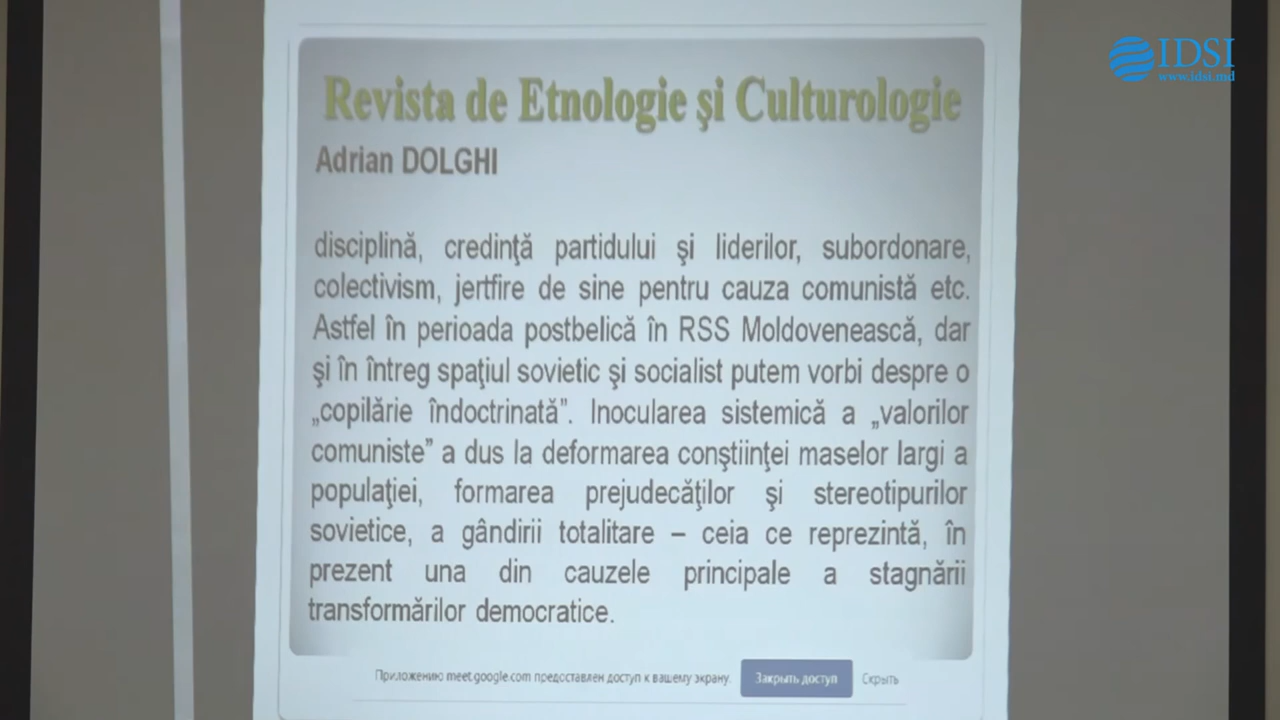 IDSI
www.idsi.md
Revista de Etnologie şi Culturologie
Adrian DOLGHI
disciplină, credinţă partidului şi liderilor, subordonare,
colectivism, jertfire de sine pentru cauza comunistă etc.
Astfel în perioada postbelică în RSS Moldovenească, dar
şi în întreg spaţiul sovietic şi socialist putem vorbi despre o
„copilărie îndoctrinată”. Inocularea sistemică a „valorilor
comuniste” a dus la deformarea conştiinţei maselor largi a
populaţiei, formarea prejudecăţilor şi stereotipurilor
sovietice, a gândirii totalitare – ceia ce reprezintă, în
prezent una din cauzele principale a stagnării
transformărilor democratice.
Приложению meet.google.com предоставлен доступ к вашему экрану. Закрыть доступ Скрыть